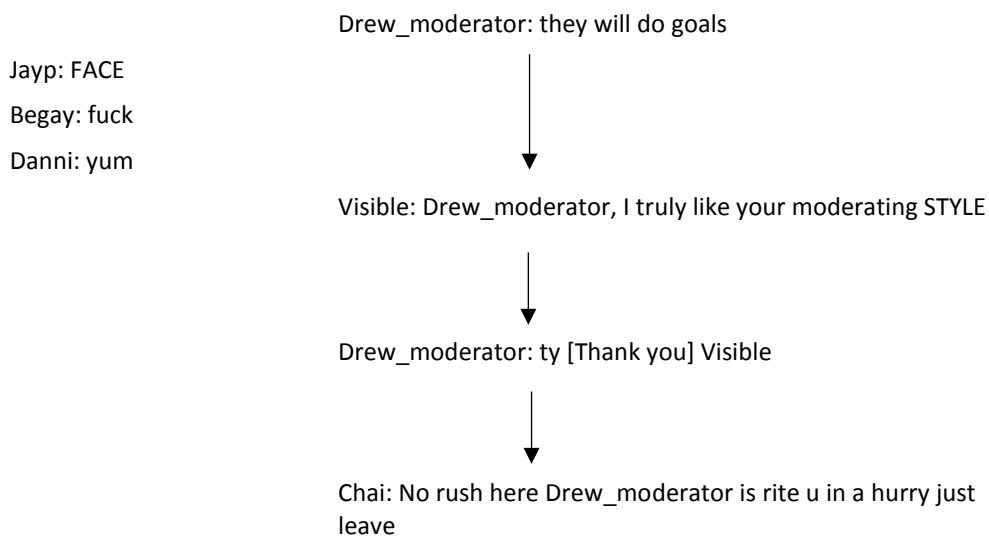 Drew_moderator: they will do goals
Jayp: FACE
Begay: fuck
Danni: yum
Visible: Drew_moderator, I truly like your moderating STYLE
Drew_moderator: ty [Thank you] Visible
Chai: No rush here Drew_moderator is rite u in a hurry just
leave